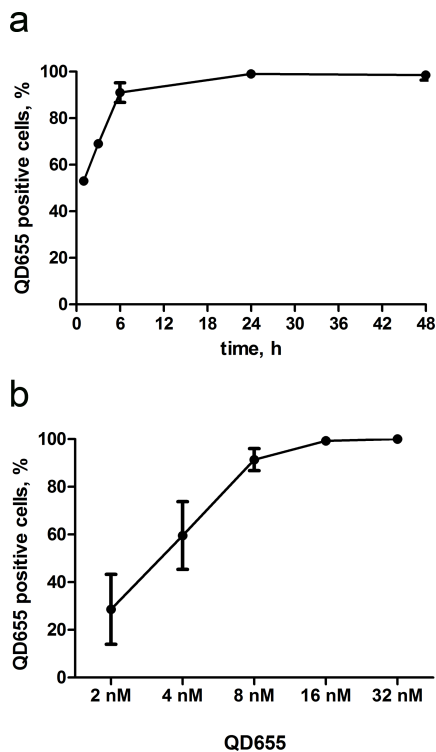 a
QD655 positive cells, %
100
80
60
40
20
0
0 6 12 18 24 30 36 42 48
time, h
b
QD655 positive cells, %
100
80
60
40
20
0
2 nM 4 nM 8 nM 16 nM 32 nM
QD655